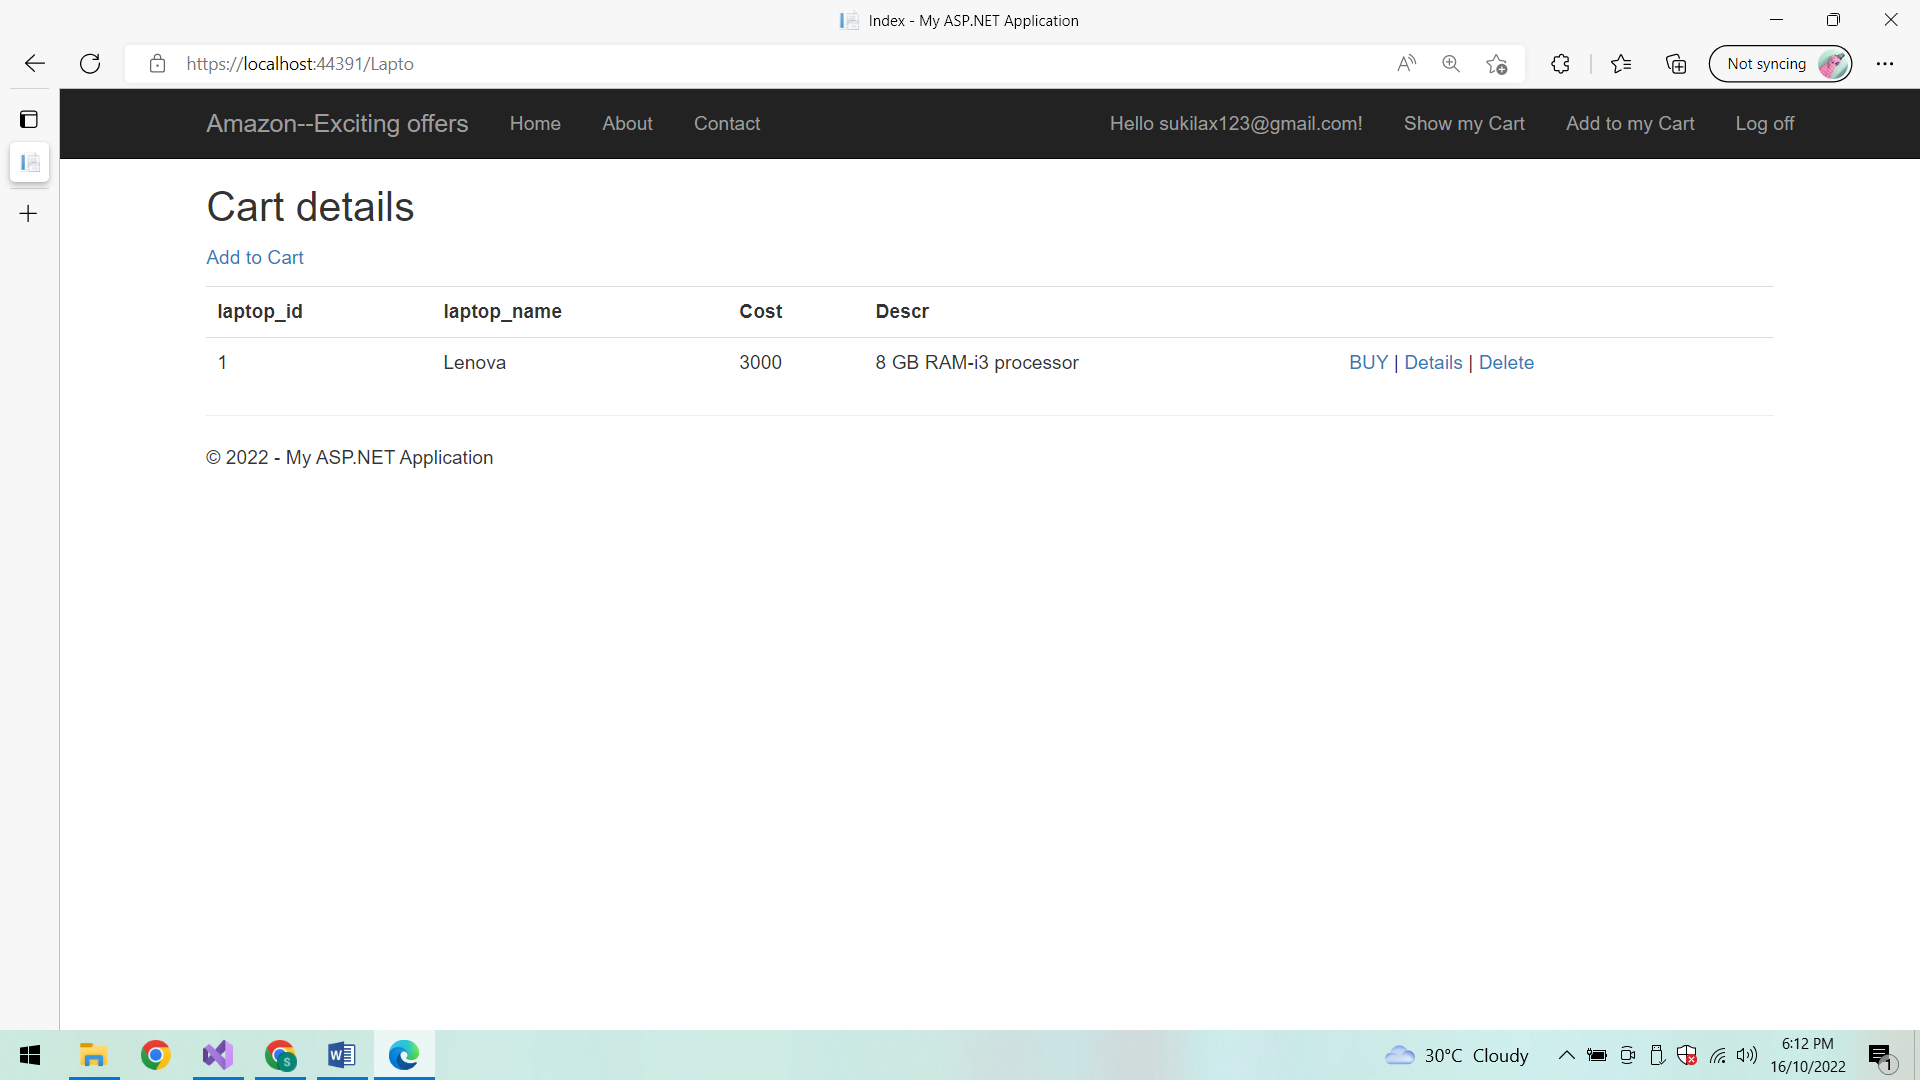 Index - My ASP.NET Application
https://localhost:44391/Lapto
Not syncing
Amazon--Exciting offers Home About Contact Hello sukilax123@gmail.com! Show my Cart Add to my Cart Log off
Cart details
Add to Cart
laptop_id laptop_name Cost Descr
1 Lenova 3000 8 GB RAM-i3 processor BUY | Details | Delete
© 2022 - My ASP.NET Application
30°C Cloudy
6:12 PM
16/10/2022
1